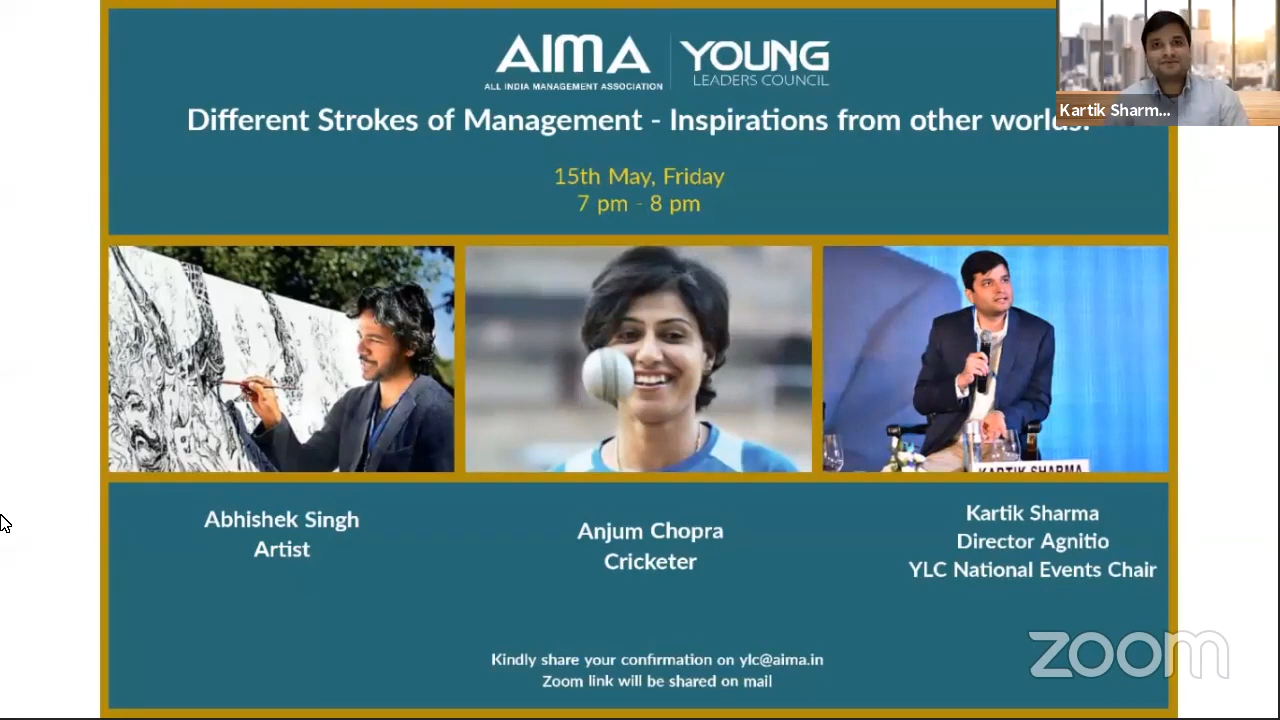 AIMA
ALL INDIA MANAGEMENT ASSOCIATION
YOUNG
LEADERS COUNCIL
Different Strokes of Management - Inspirations from other worlds.
15th May, Friday
7 pm - 8 pm
Kartik Sharm...
KARTIK SHARMA
Abhishek Singh
Artist
Anjum Chopra
Cricketer
Kartik Sharma
Director Agnitio
YLC National Events Chair
Kindly share your confirmation on ylc@aima.in
Zoom link will be shared on mail
zoom